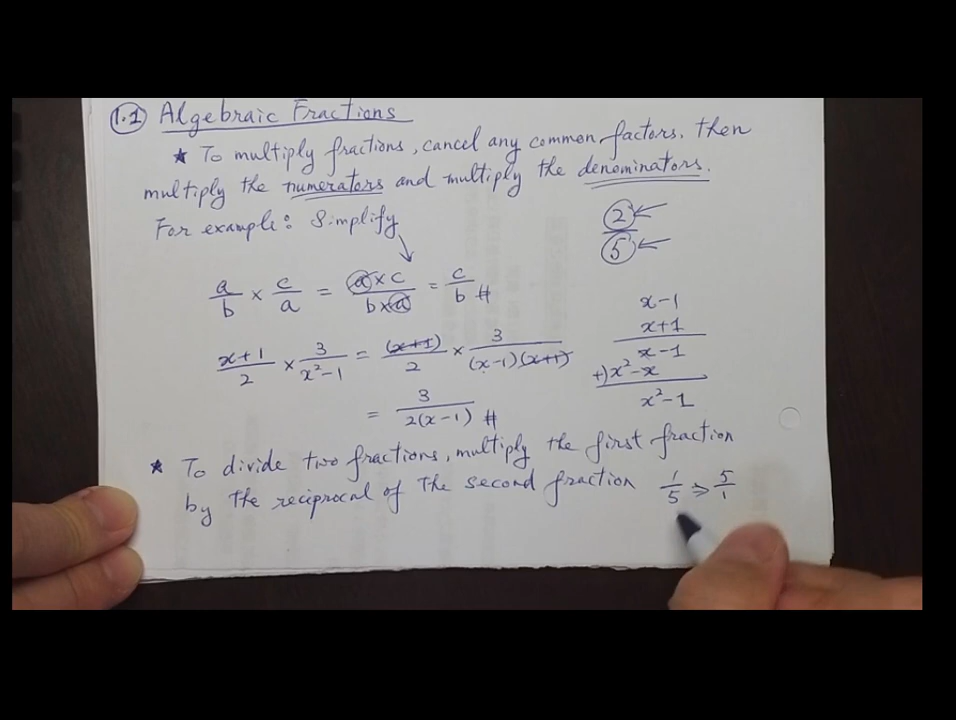 1.1 Algebraic Fractions
★ To multiply fractions, cancel any common factors. Then
multiply the numerators and multiply the denominators.
For example: Simplify
2/5
a/b × c/a = a×c/b×a = c/b #
x+1/2 × 3/x²-1 = (x+1)/2 × 3/(x-1)(x+1)
= 3/2(x-1) #
x-1
x+1
x-1
+) x²-x
x²-1
★ To divide two fractions, multiply the first fraction
by the reciprocal of the second fraction 1/5 ⇒ 5/1